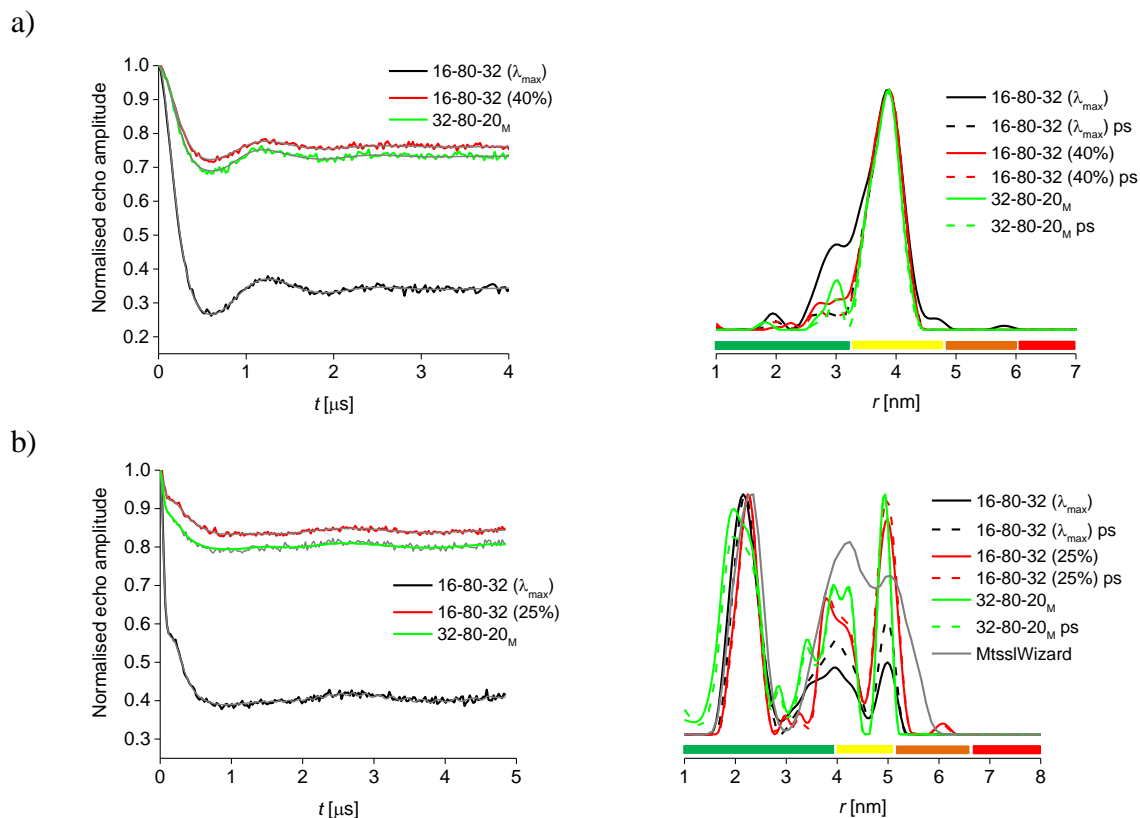 a)
Normalised echo amplitude
1.0
0.9
0.8
0.7
0.6
0.5
0.4
0.3
0.2
0 1 2 3 4
t [μs]
16-80-32 (λmax)
16-80-32 (40%)
32-80-20M
16-80-32 (λmax)
16-80-32 (λmax) ps
16-80-32 (40%)
16-80-32 (40%) ps
32-80-20M
32-80-20M ps
1 2 3 4 5 6 7
r [nm]
b)
Normalised echo amplitude
1.0
0.9
0.8
0.7
0.6
0.5
0.4
0.3
0 1 2 3 4 5
t [μs]
16-80-32 (λmax)
16-80-32 (25%)
32-80-20M
16-80-32 (λmax)
16-80-32 (λmax) ps
16-80-32 (25%)
16-80-32 (25%) ps
32-80-20M
32-80-20M ps
MtsslWizard
1 2 3 4 5 6 7 8
r [nm]